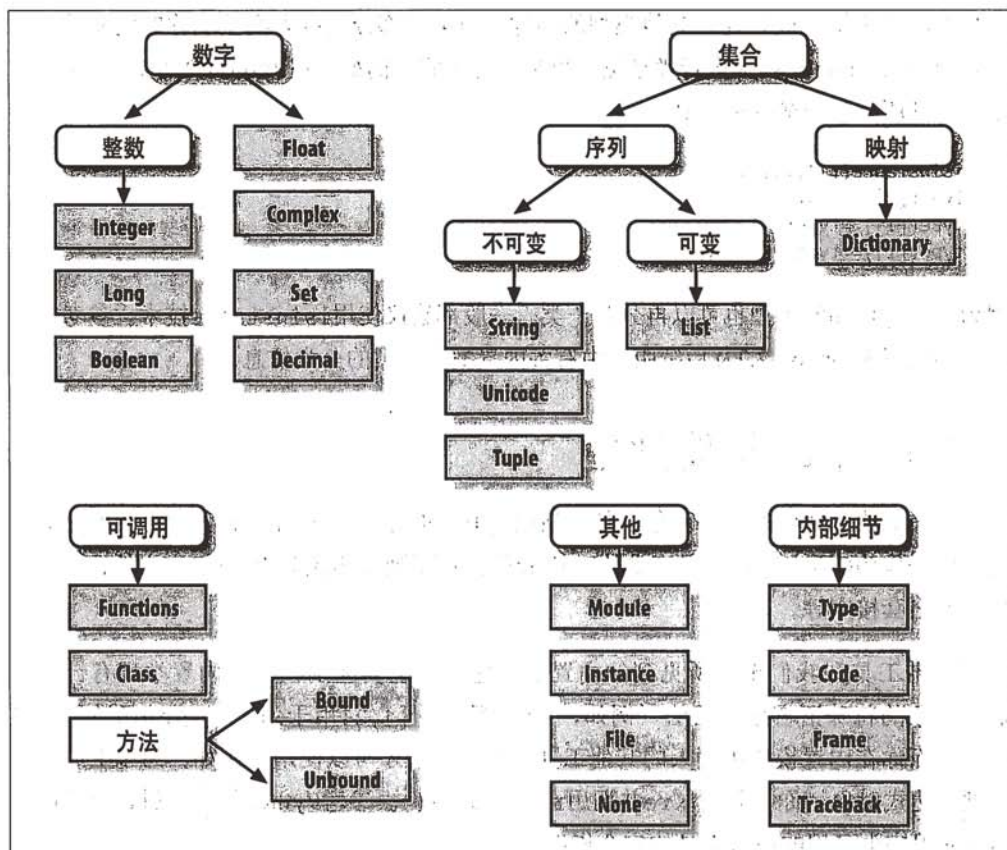 数字
整数
Float
Integer
Complex
Long
Set
Boolean
Decimal
集合
序列
映射
不可变
可变
Dictionary
String
List
Unicode
Tuple
可调用
Functions
Class
方法
Bound
Unbound
其他
Module
Instance
File
None
内部细节
Type
Code
Frame
Traceback